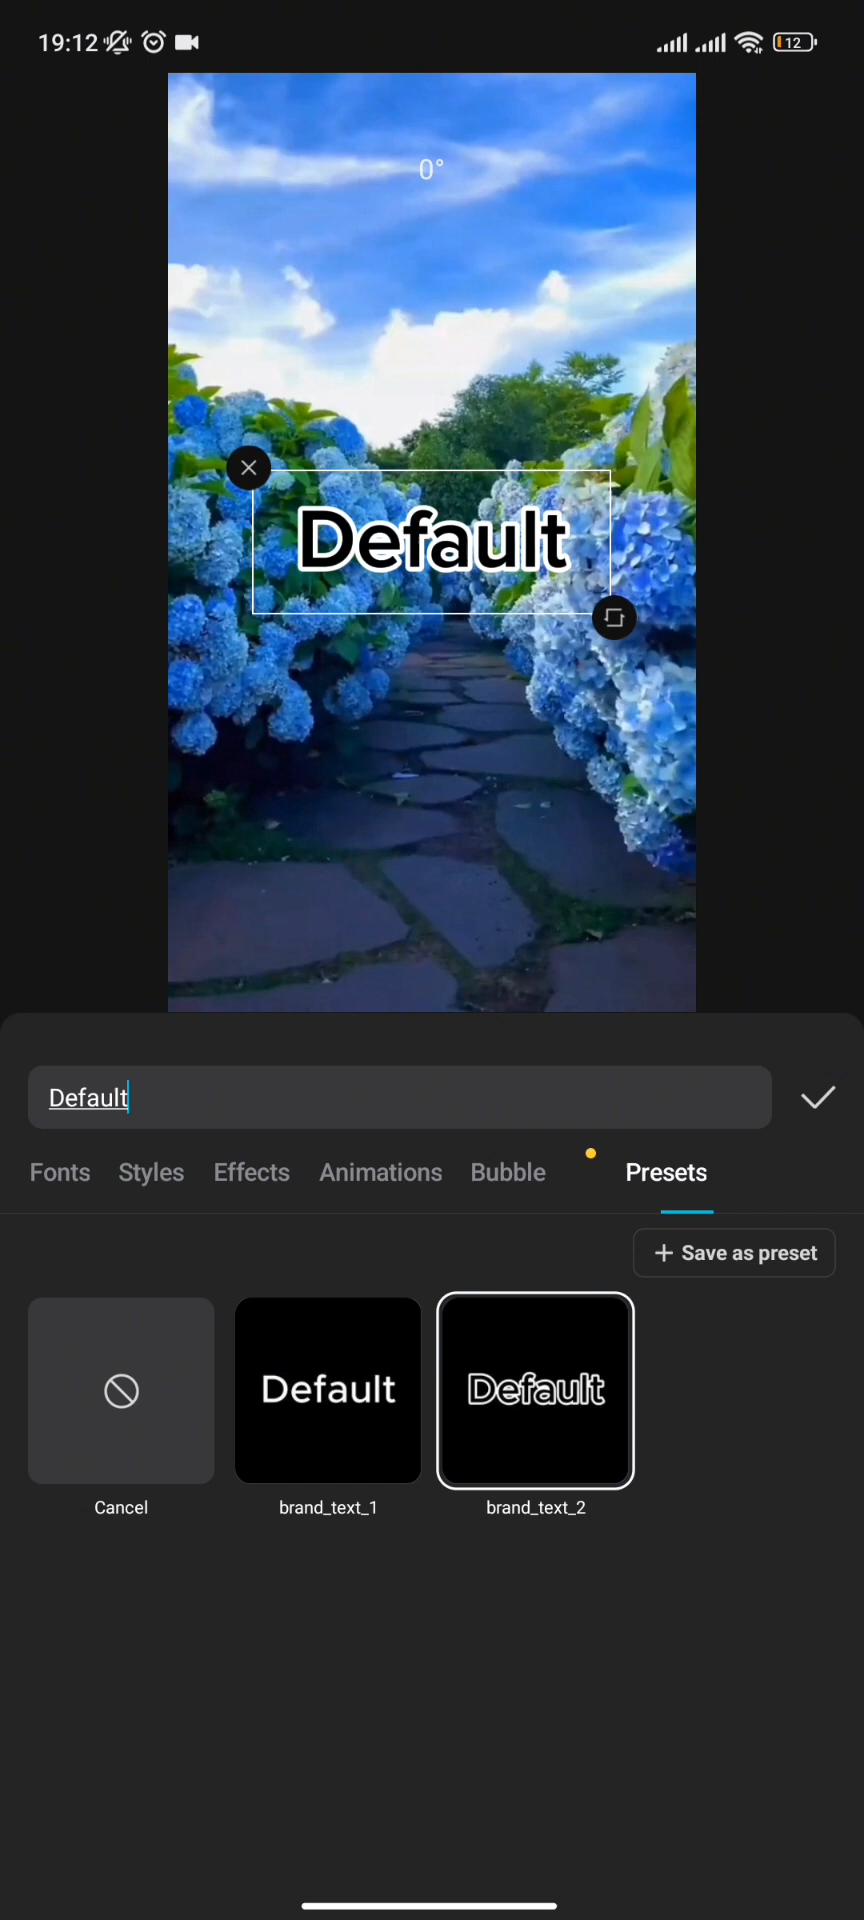 19:12
12
0°
Default
Default
Fonts Styles Effects Animations Bubble Presets
+ Save as preset
Default Default
Cancel brand_text_1 brand_text_2